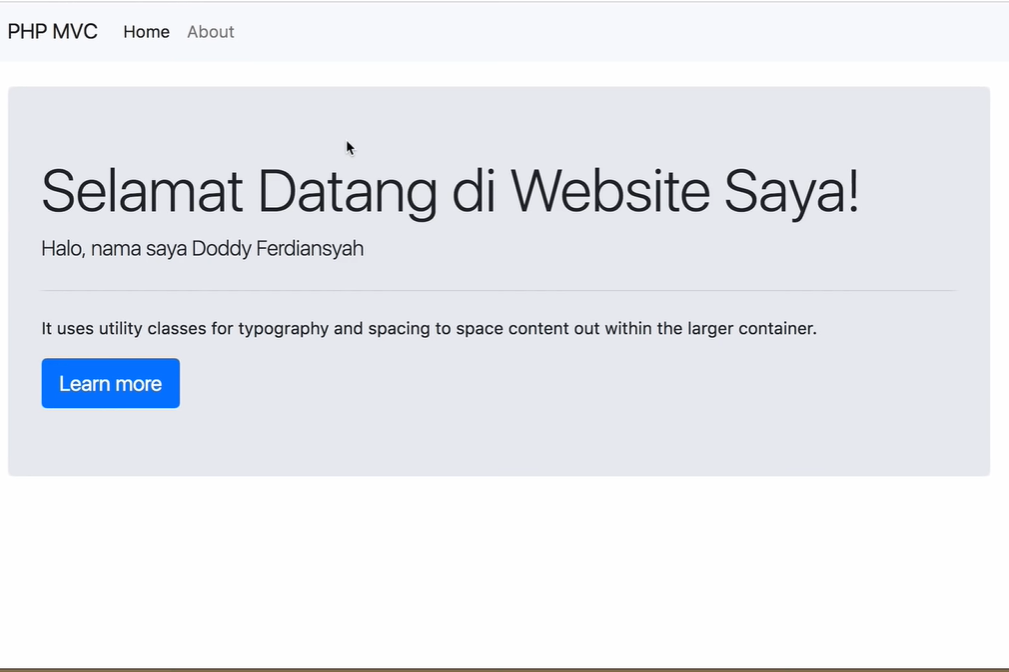 PHP MVC Home About
Selamat Datang di Website Saya!
Halo, nama saya Doddy Ferdiansyah
It uses utility classes for typography and spacing to space content out within the larger container.
Learn more